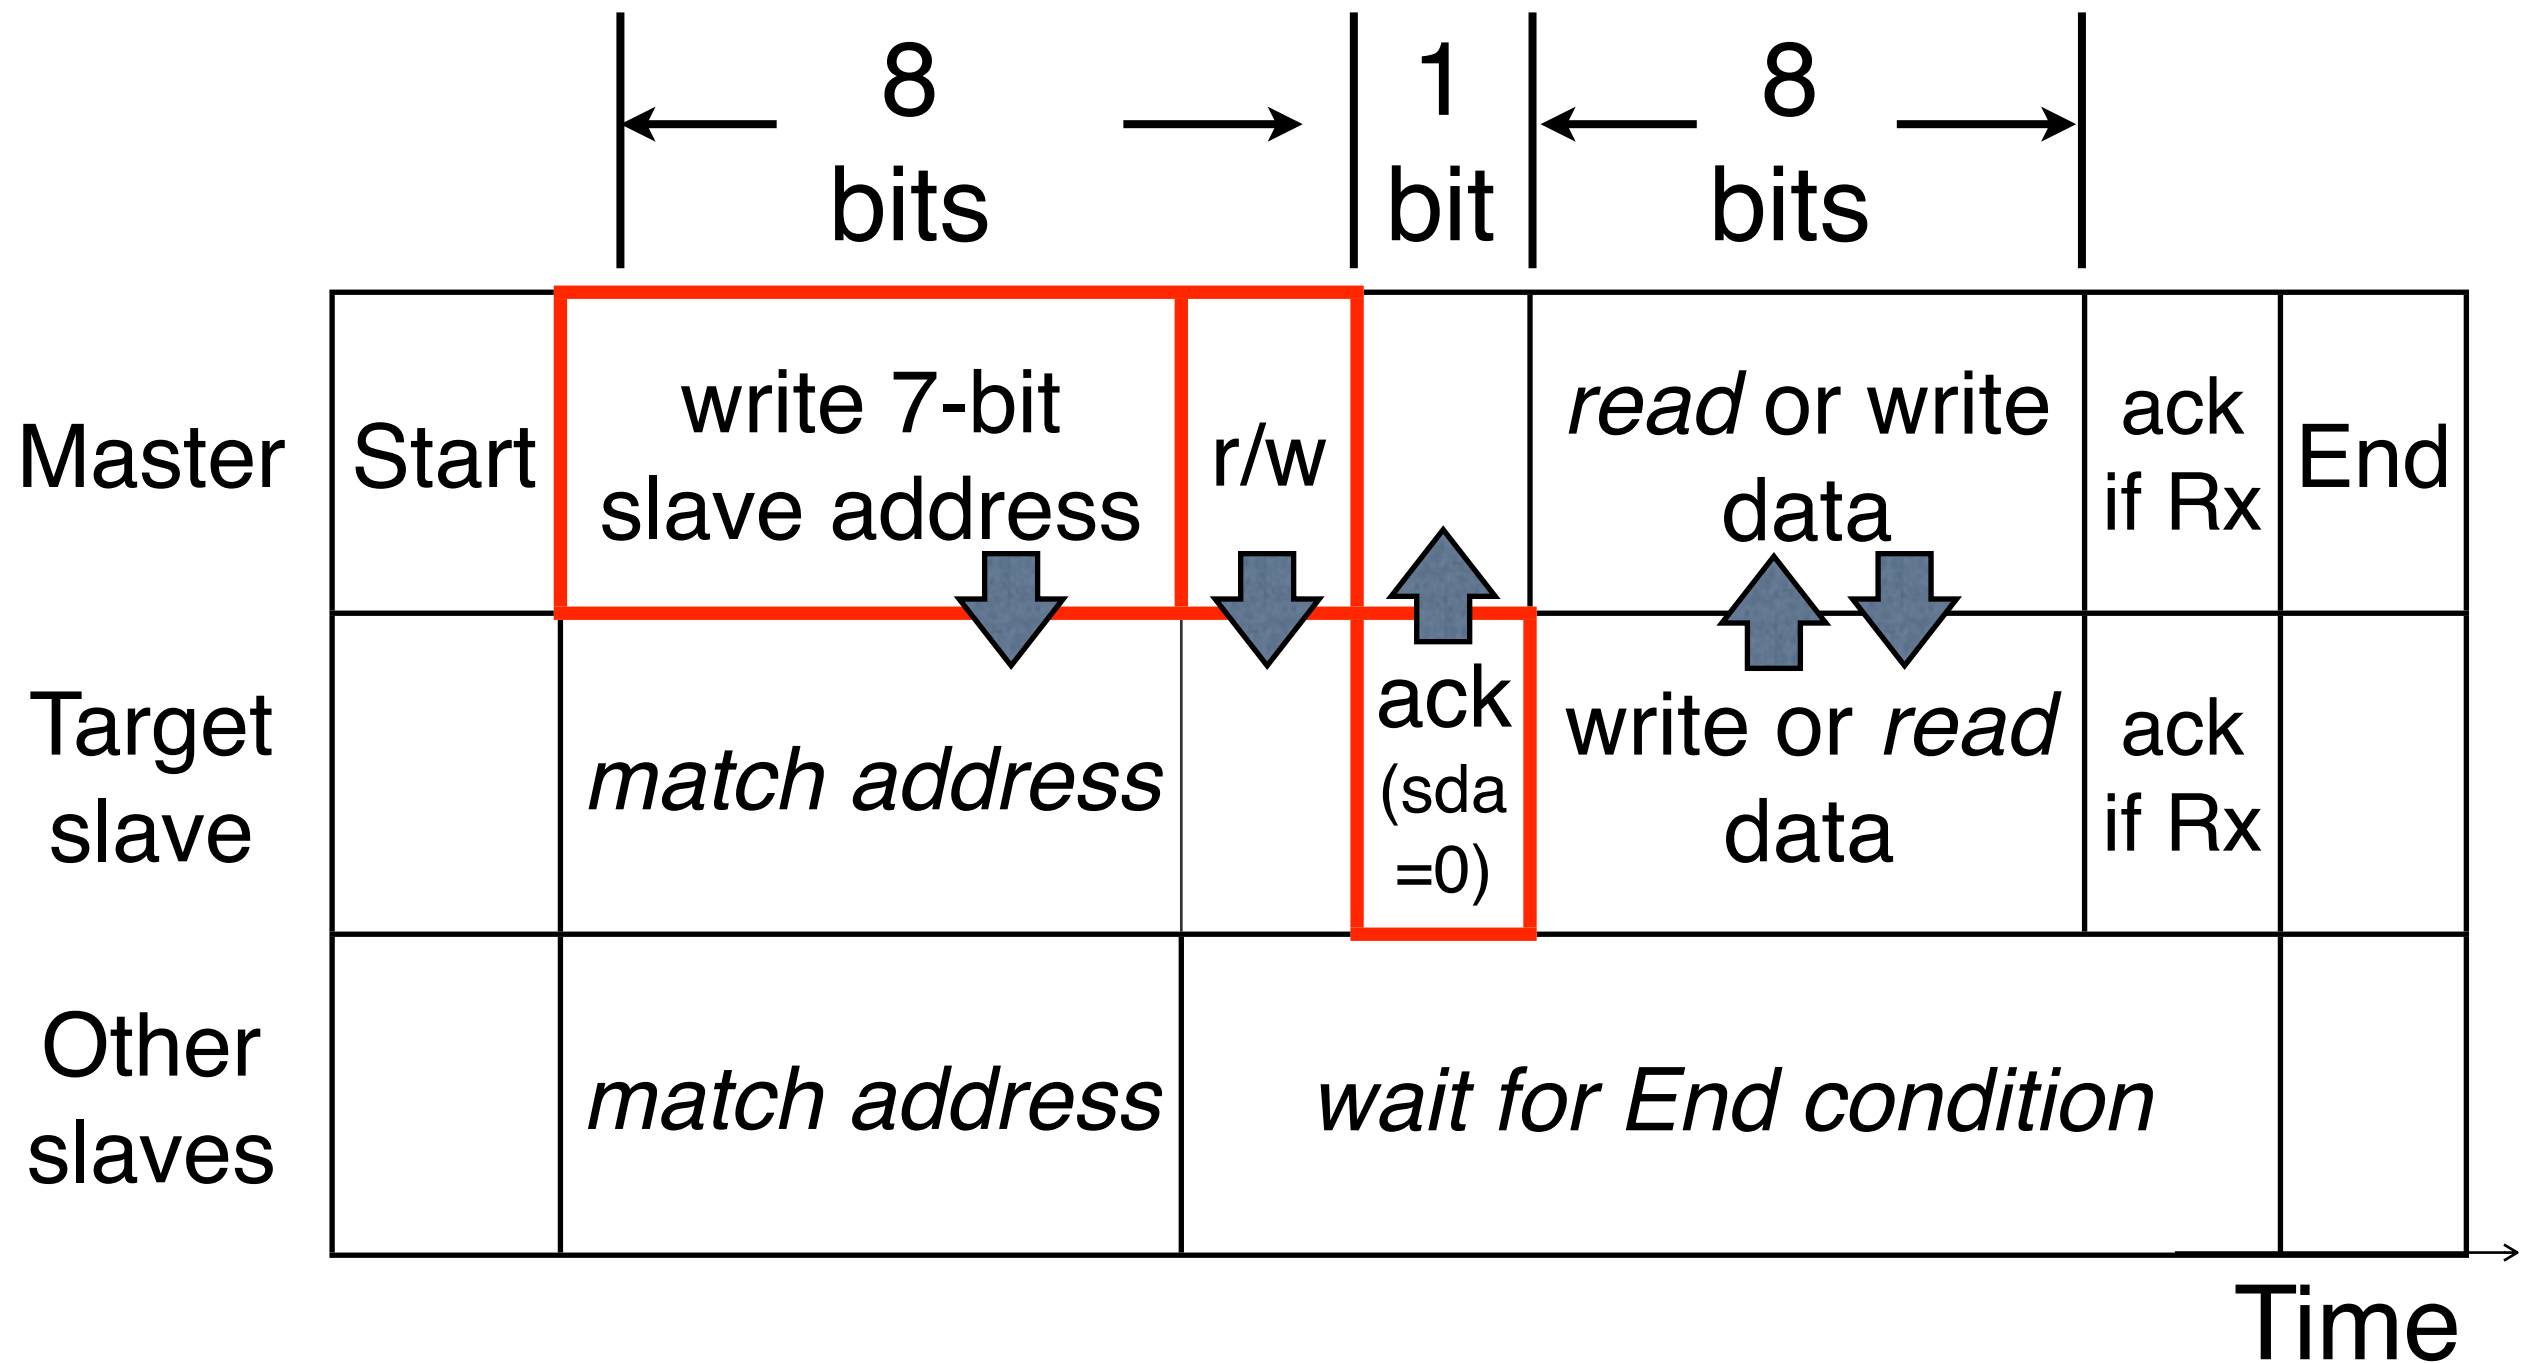 8
bits
1
bit
8
bits
Master
Start
write 7-bit
slave address
r/w
read or write
data
ack
if Rx
End
Target
slave
match address
ack
(sda
=0)
write or read
data
ack
if Rx
Other
slaves
match address
wait for End condition
Time